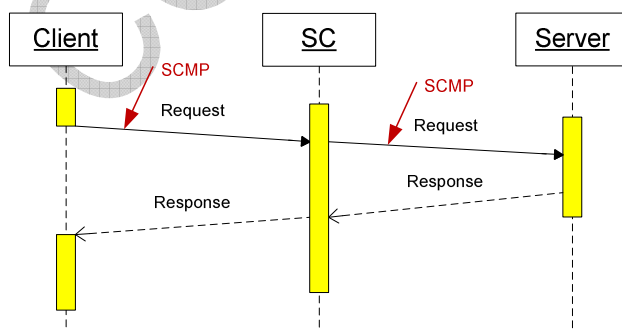 Client
SC
Server
SCMP
SCMP
Request
Request
Response
Response